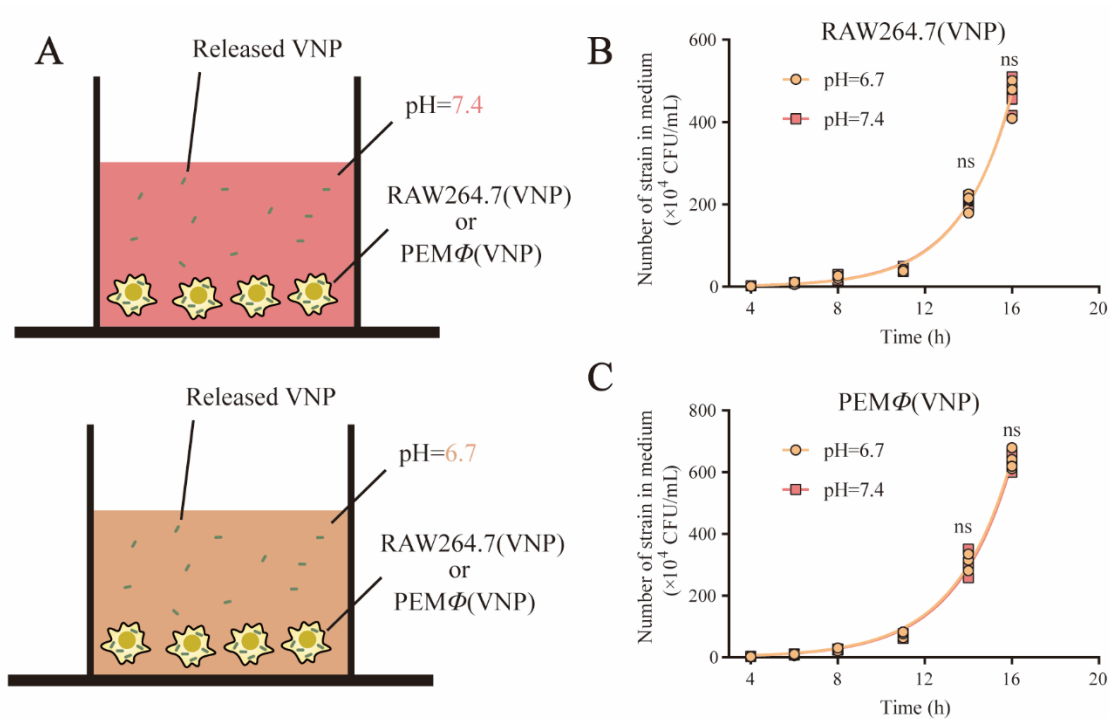 A
Released VNP
pH=7.4
RAW264.7(VNP)
or
PEMΦ(VNP)
Released VNP
pH=6.7
RAW264.7(VNP)
or
PEMΦ(VNP)
B
RAW264.7(VNP)
Number of strain in medium
(×10⁴ CFU/mL)
600
400
200
0
pH=6.7
pH=7.4
ns
ns
4
8
12
16
20
Time (h)
C
PEMΦ(VNP)
Number of strain in medium
(×10⁴ CFU/mL)
800
600
400
200
0
pH=6.7
pH=7.4
ns
ns
4
8
12
16
20
Time (h)